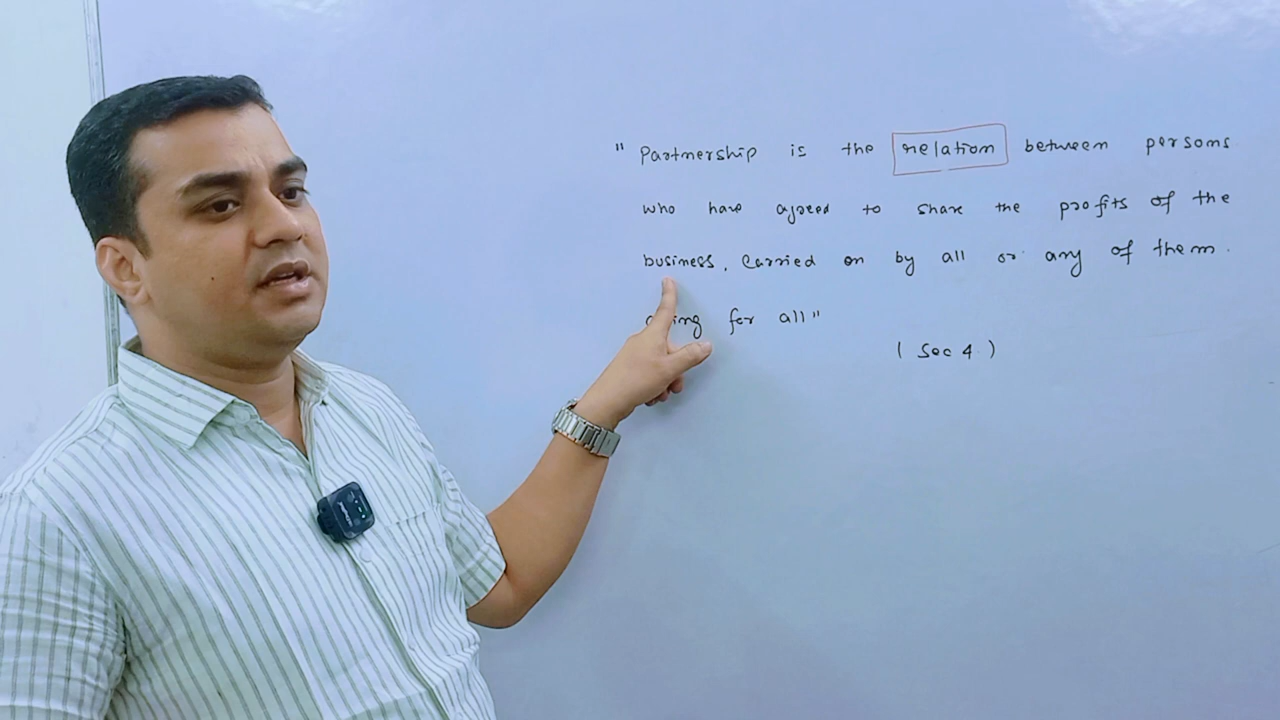 " Partnership is the relation between persons
who have agreed to share the profits of the
business, carried on by all or any of them.
for all "
( Sec 4 )